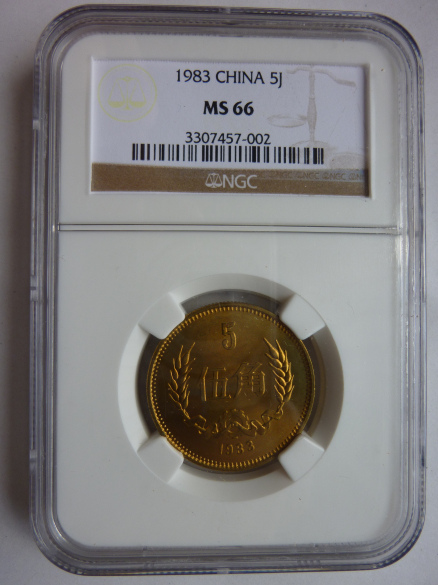 1983 CHINA 5J
MS 66
3307457-002
NGC
5
伍角
1983